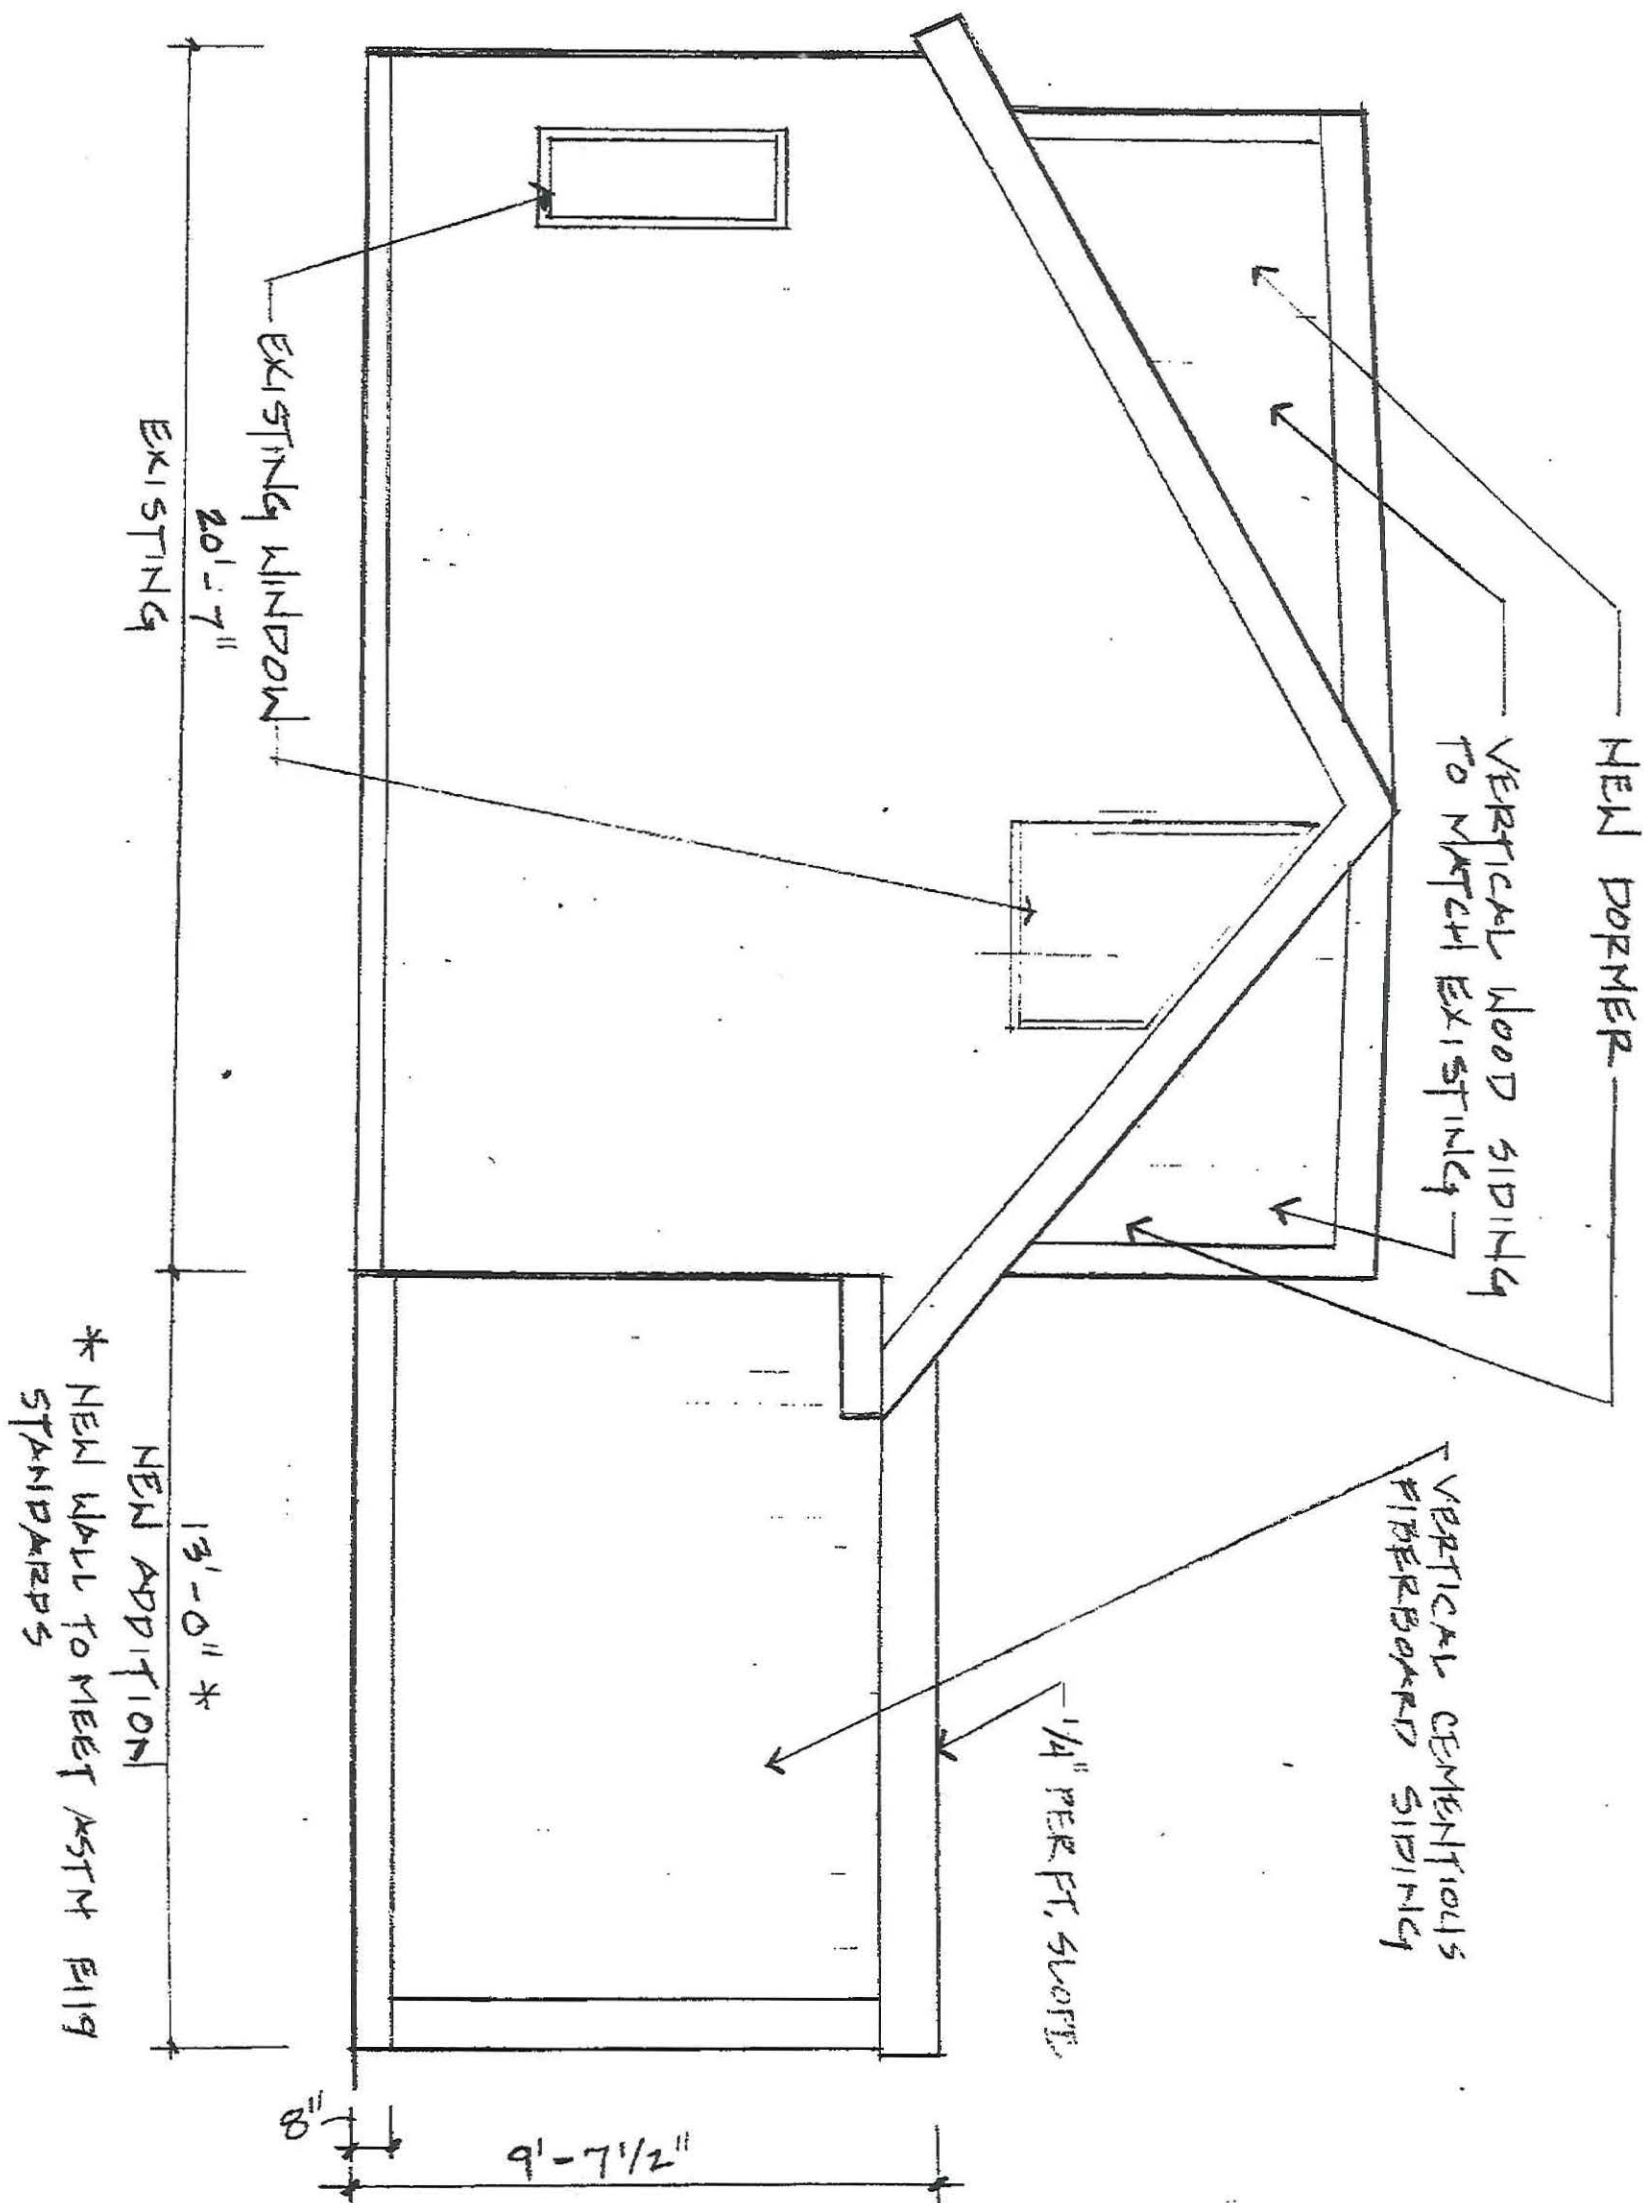 NEW DORMER
VERTICAL WOOD SIDING
TO MATCH EXISTING
VERTICAL CEMENTIOUS
FIBERBOARD SIDING
1/4" PER FT. SLOPE
EXISTING WINDOW
20'-7"
EXISTING
13'-0" *
NEW ADDITION
* NEW WALL TO MEET ASTM E119
STANDARDS
8"
9'-7 1/2"